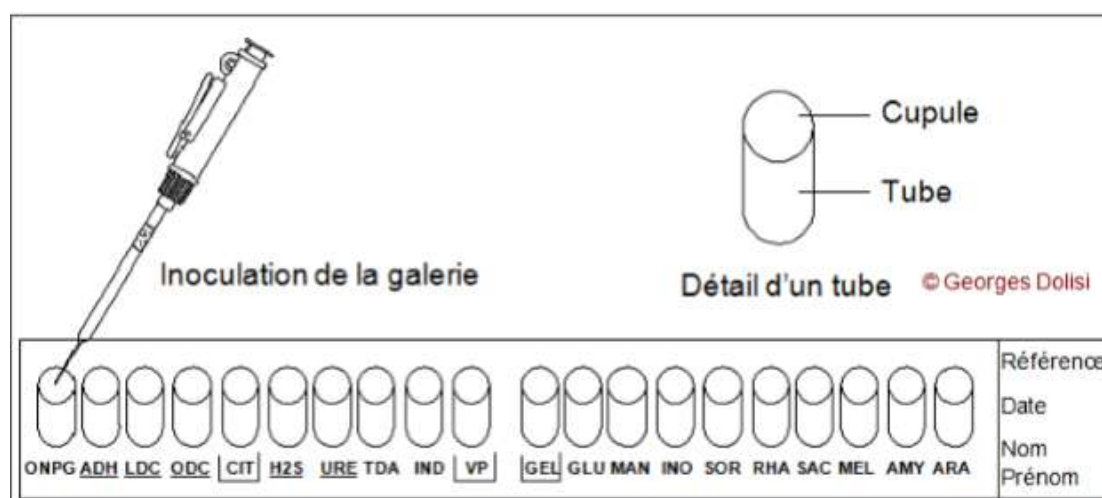 Cupule
Tube
Inoculation de la galerie
Détail d'un tube
© Georges Dolisi
Référence
Date
Nom
Prénom
ONPG ADH LDC ODC CIT H2S URE TDA IND VP GEL GLU MAN INO SOR RHA SAC MEL AMY ARA